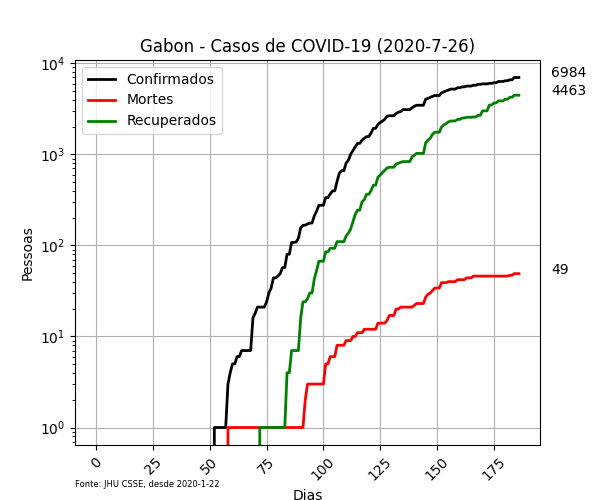 Gabon - Casos de COVID-19 (2020-7-26)
Confirmados
Mortes
Recuperados
6984
4463
49
10⁴
10³
10²
10¹
10⁰
Pessoas
0
25
50
75
100
125
150
175
Fonte: JHU CSSE, desde 2020-1-22
Dias